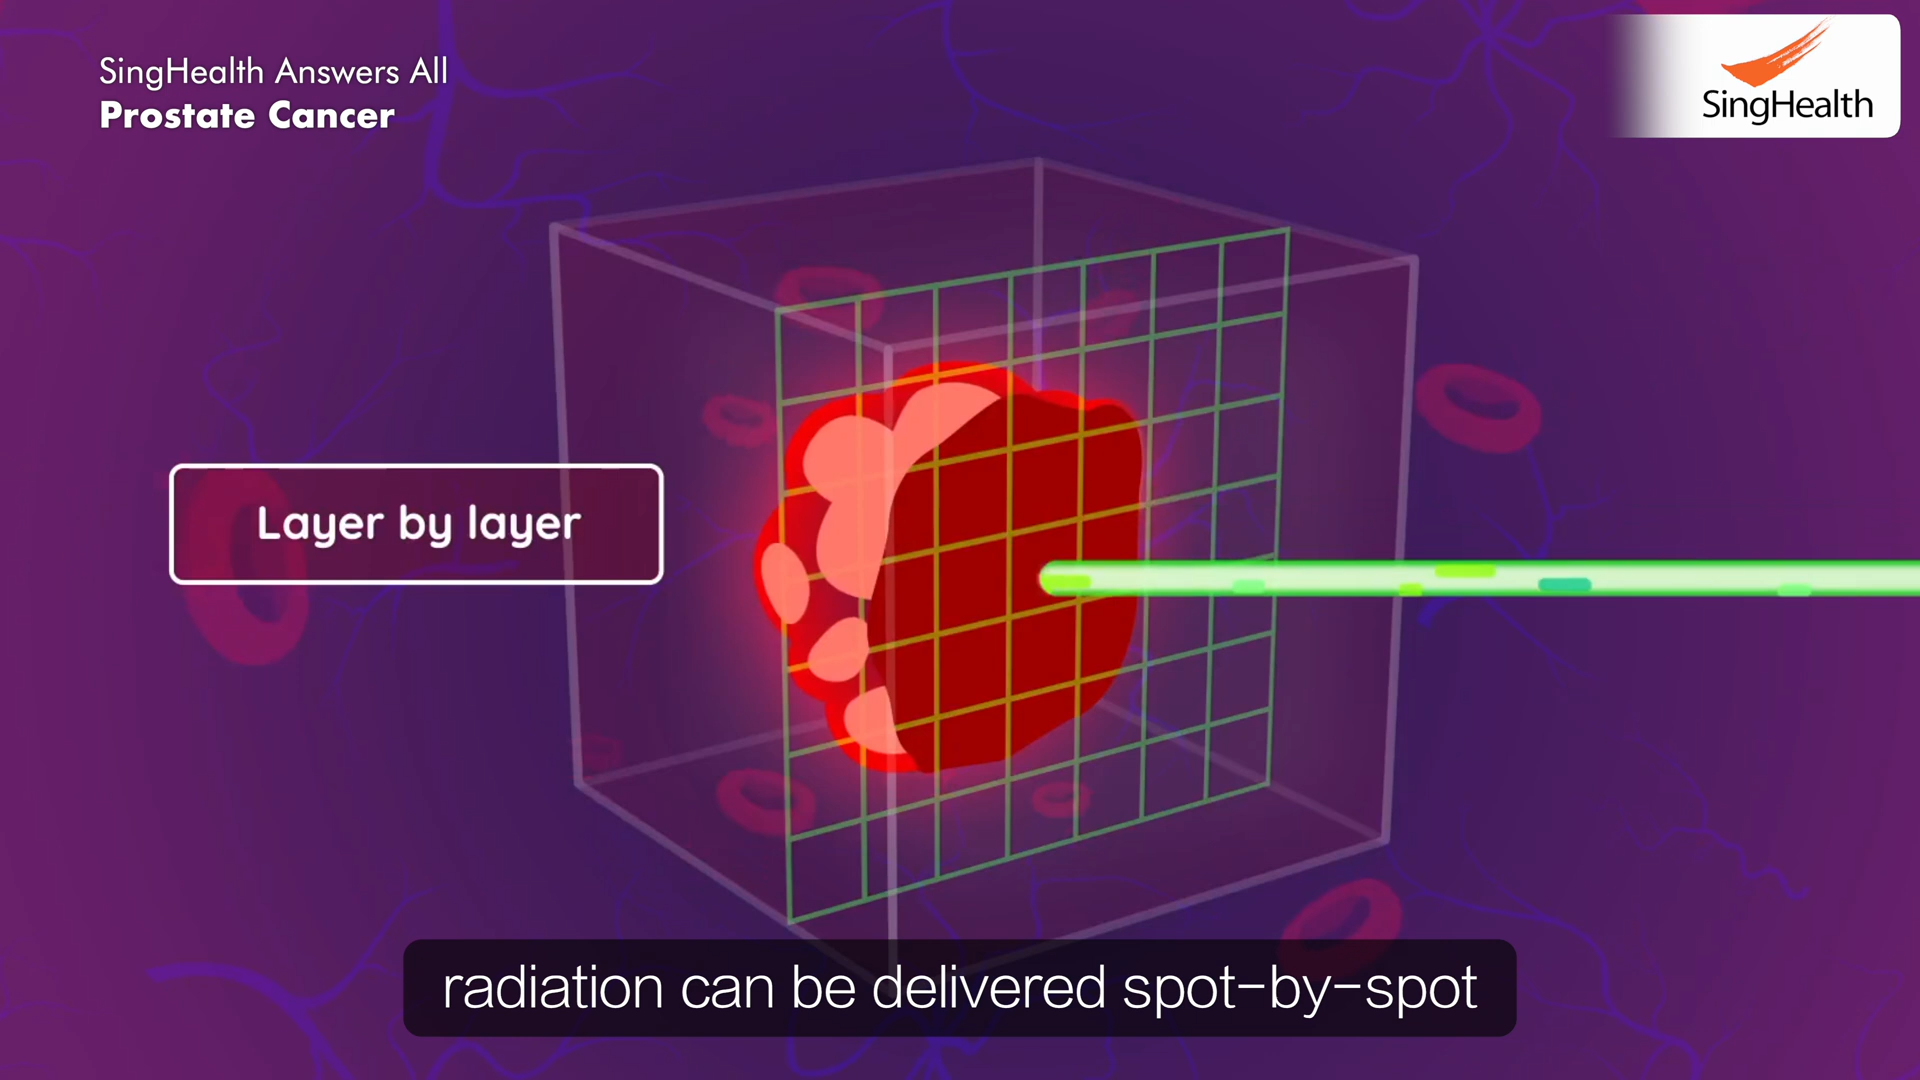 SingHealth Answers All
Prostate Cancer
SingHealth
Layer by layer
radiation can be delivered spot-by-spot